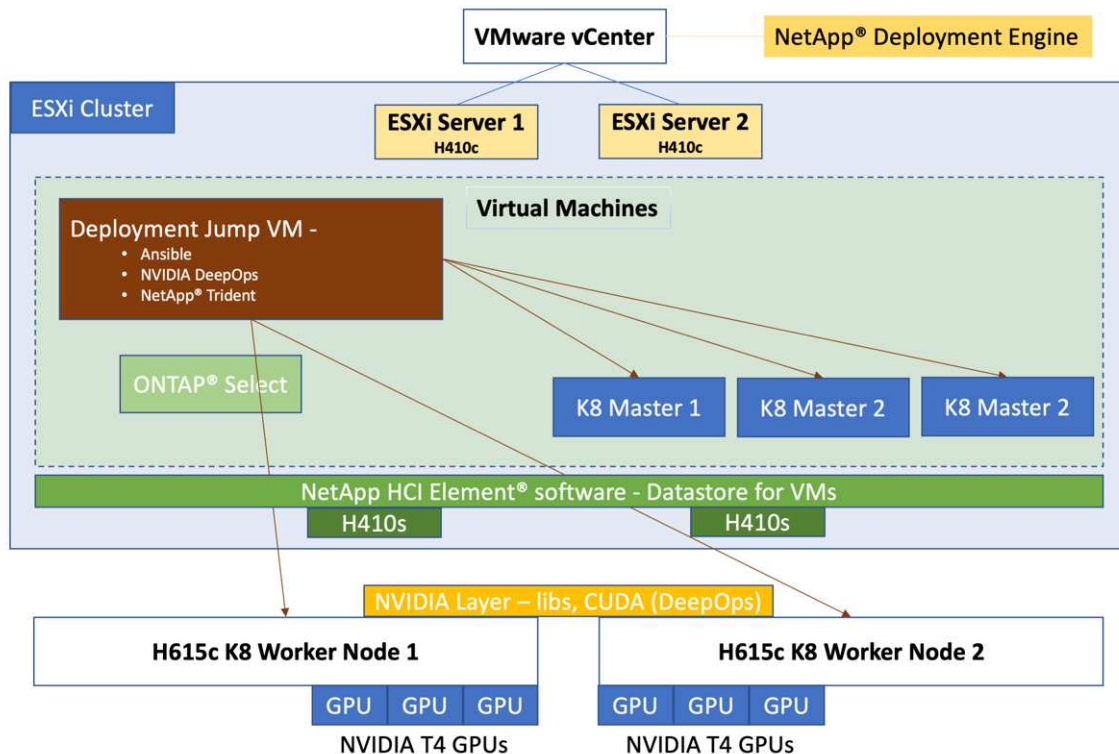 VMware vCenter
NetApp® Deployment Engine
ESXi Cluster
ESXi Server 1
H410c
ESXi Server 2
H410c
Virtual Machines
Deployment Jump VM -
• Ansible
• NVIDIA DeepOps
• NetApp® Trident
ONTAP® Select
K8 Master 1
K8 Master 2
K8 Master 2
NetApp HCI Element® software - Datastore for VMs
H410s
H410s
NVIDIA Layer – libs, CUDA (DeepOps)
H615c K8 Worker Node 1
H615c K8 Worker Node 2
GPU
GPU
GPU
GPU
GPU
GPU
NVIDIA T4 GPUs
NVIDIA T4 GPUs